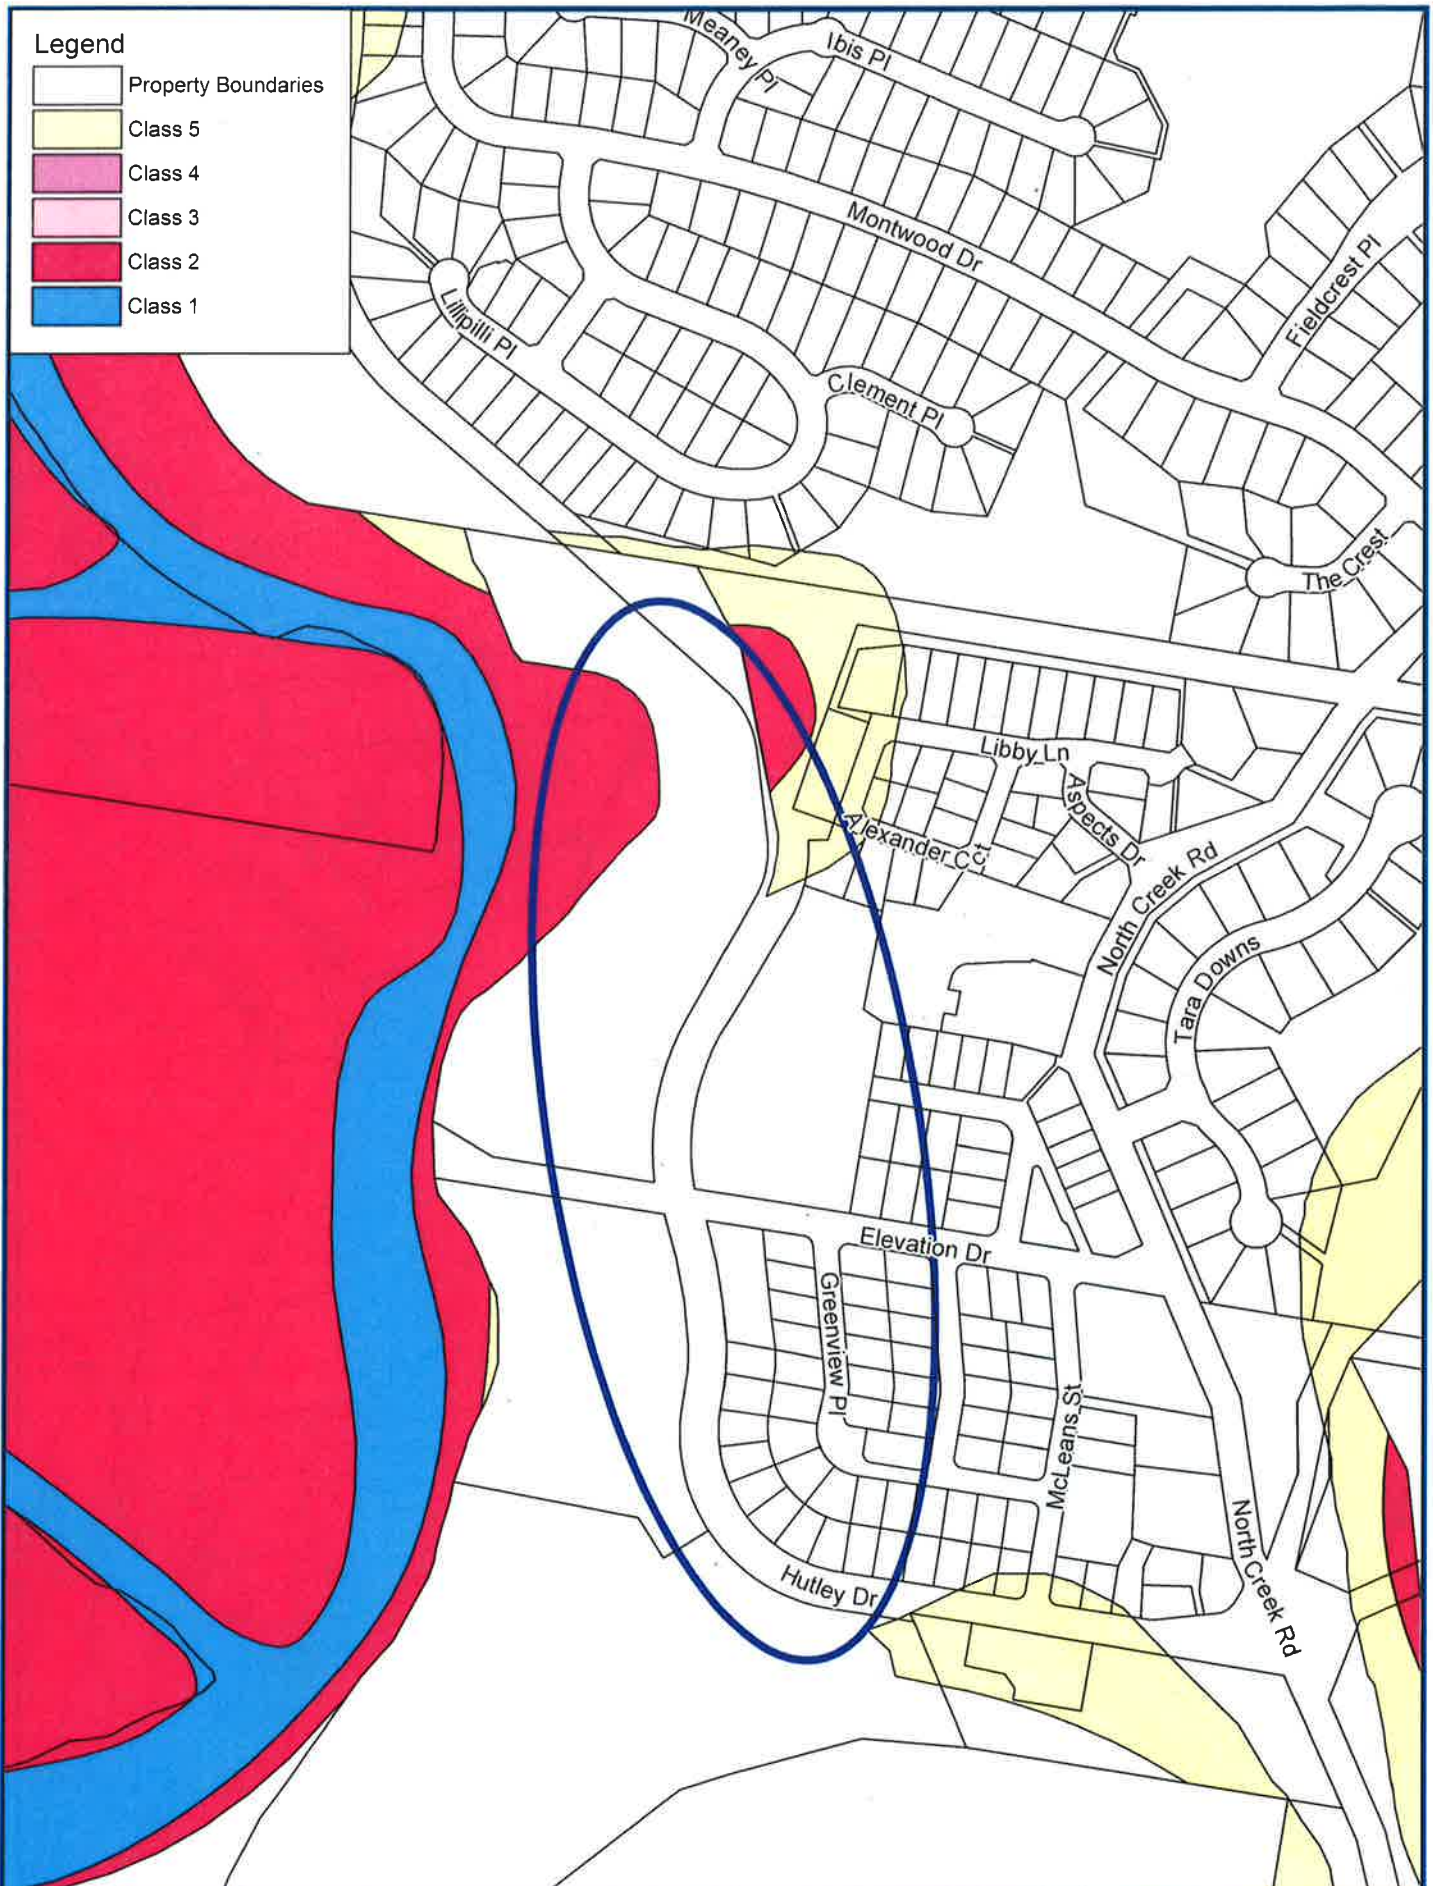 Legend
Property Boundaries
Class 5
Class 4
Class 3
Class 2
Class 1
Meaney Pl
Ibis Pl
Montwood Dr
Fieldcrest Pl
Lillipilli Pl
Clement Pl
The Crest
Libby Ln
Aspects Dr
Alexander Ct
Ct
North Creek Rd
Tara Downs
Elevation Dr
Greenview Pl
McLeans St
North Creek Rd
Hutley Dr